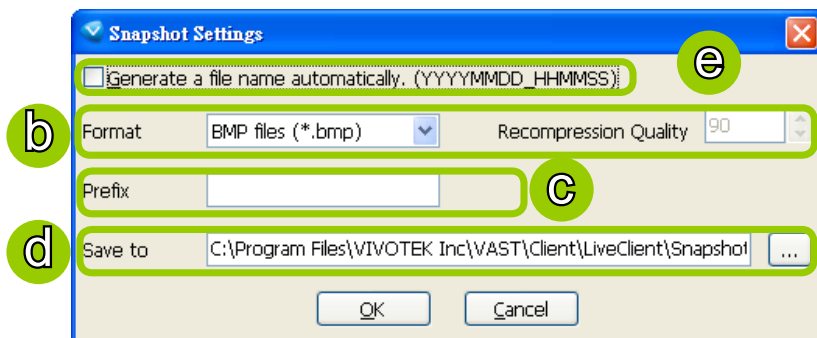 Snapshot Settings
e
Generate a file name automatically. (YYYYMMDD_HHMMSS)
b
Format BMP files (*.bmp) Recompression Quality 90
Prefix
c
d
Save to C:\Program Files\VIVOTEK Inc\VAST\Client\LiveClient\Snapshot ...
OK Cancel